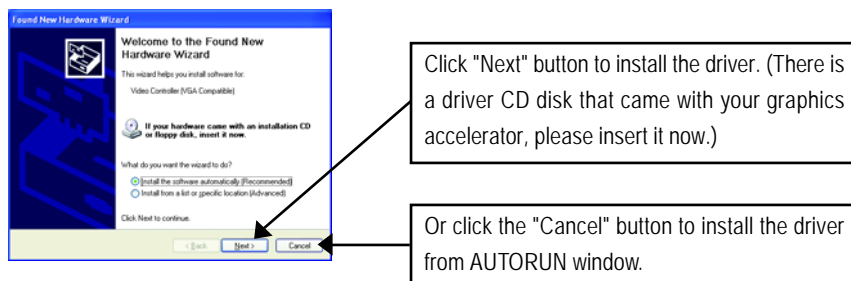 Found New Hardware Wizard
Welcome to the Found New
Hardware Wizard
This wizard helps you install software for:
Video Controller (VGA Compatible)
If your hardware came with an installation CD
or floppy disk, insert it now.
What do you want the wizard to do?
Install the software automatically (Recommended)
Install from a list or specific location (Advanced)
Click Next to continue.
< Back
Next >
Cancel
Click "Next" button to install the driver. (There is
a driver CD disk that came with your graphics
accelerator, please insert it now.)
Or click the "Cancel" button to install the driver
from AUTORUN window.